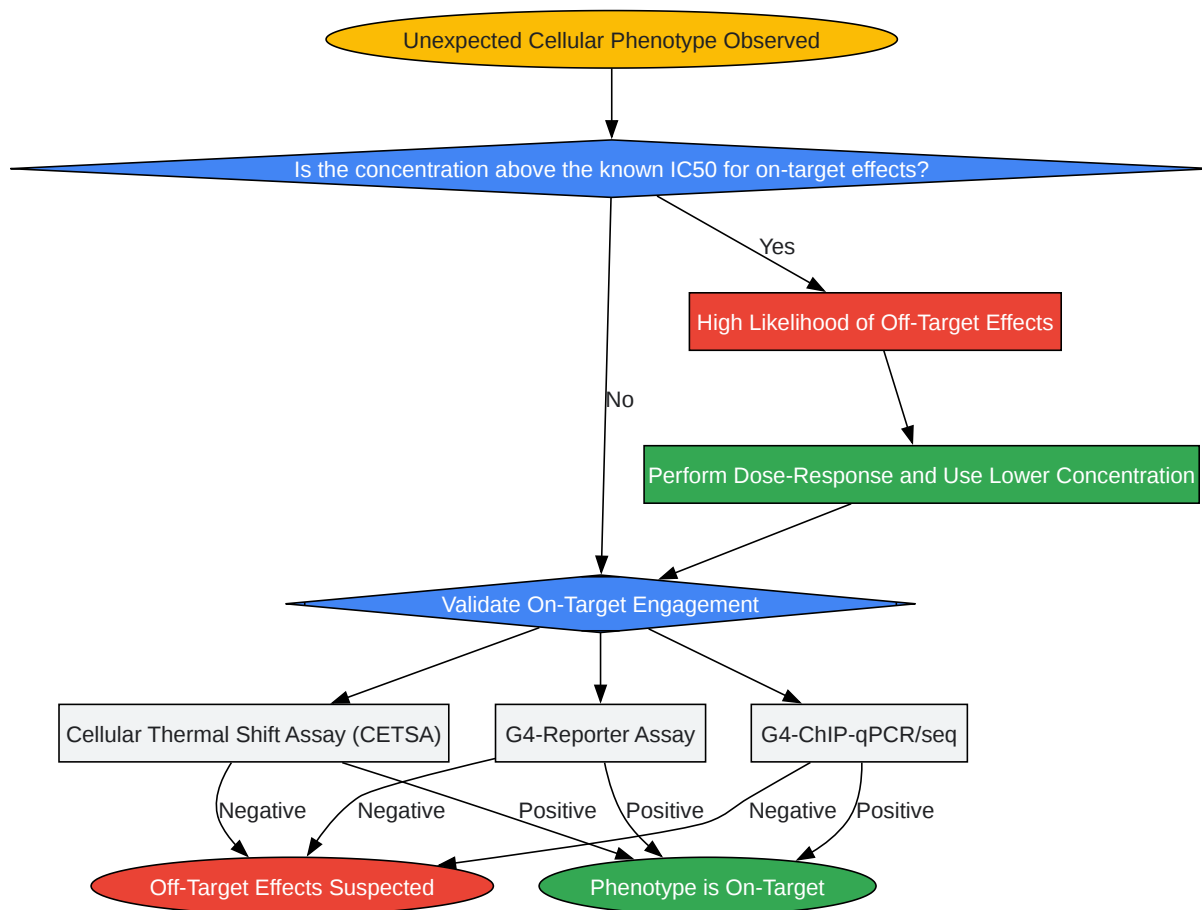 Unexpected Cellular Phenotype Observed
Is the concentration above the known IC50 for on-target effects?
Yes
High Likelihood of Off-Target Effects
No
Perform Dose-Response and Use Lower Concentration
Validate On-Target Engagement
Cellular Thermal Shift Assay (CETSA)
G4-Reporter Assay
G4-ChIP-qPCR/seq
Negative
Negative
Positive
Positive
Negative
Positive
Off-Target Effects Suspected
Phenotype is On-Target